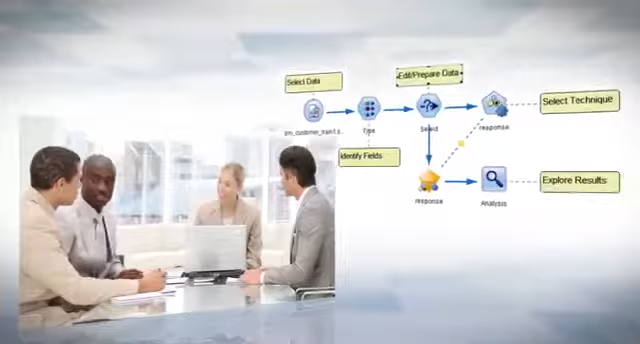 Select Data
Edit/Prepare Data
Select Technique
Type
Select
response
Identify Fields
Explore Results
response
Analysis